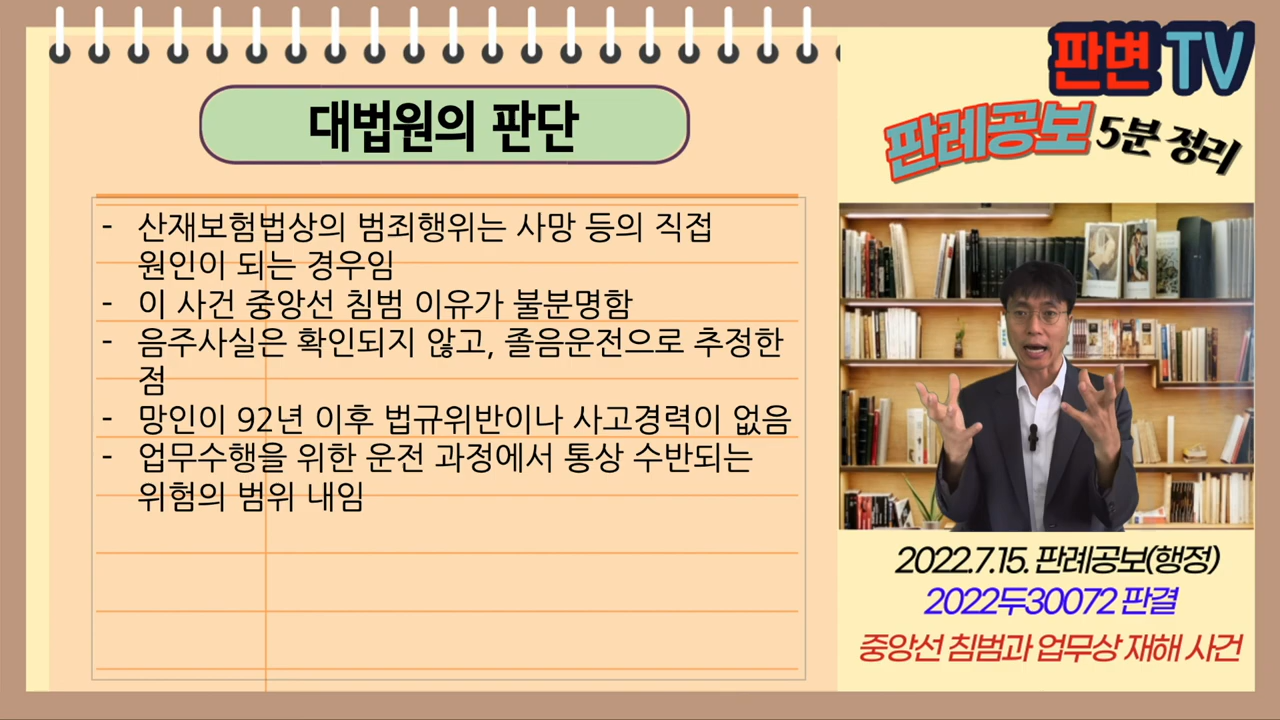 대법원의 판단
- 산재보험법상의 범죄행위는 사망 등의 직접
원인이 되는 경우임
- 이 사건 중앙선 침범 이유가 불분명함
- 음주사실은 확인되지 않고, 졸음운전으로 추정한
점
- 망인이 92년 이후 법규위반이나 사고경력이 없음
- 업무수행을 위한 운전 과정에서 통상 수반되는
위험의 범위 내임
판변 TV
판례공보 5분 정리
2022.7.15. 판례공보(행정)
2022두30072 판결
중앙선 침범과 업무상 재해 사건